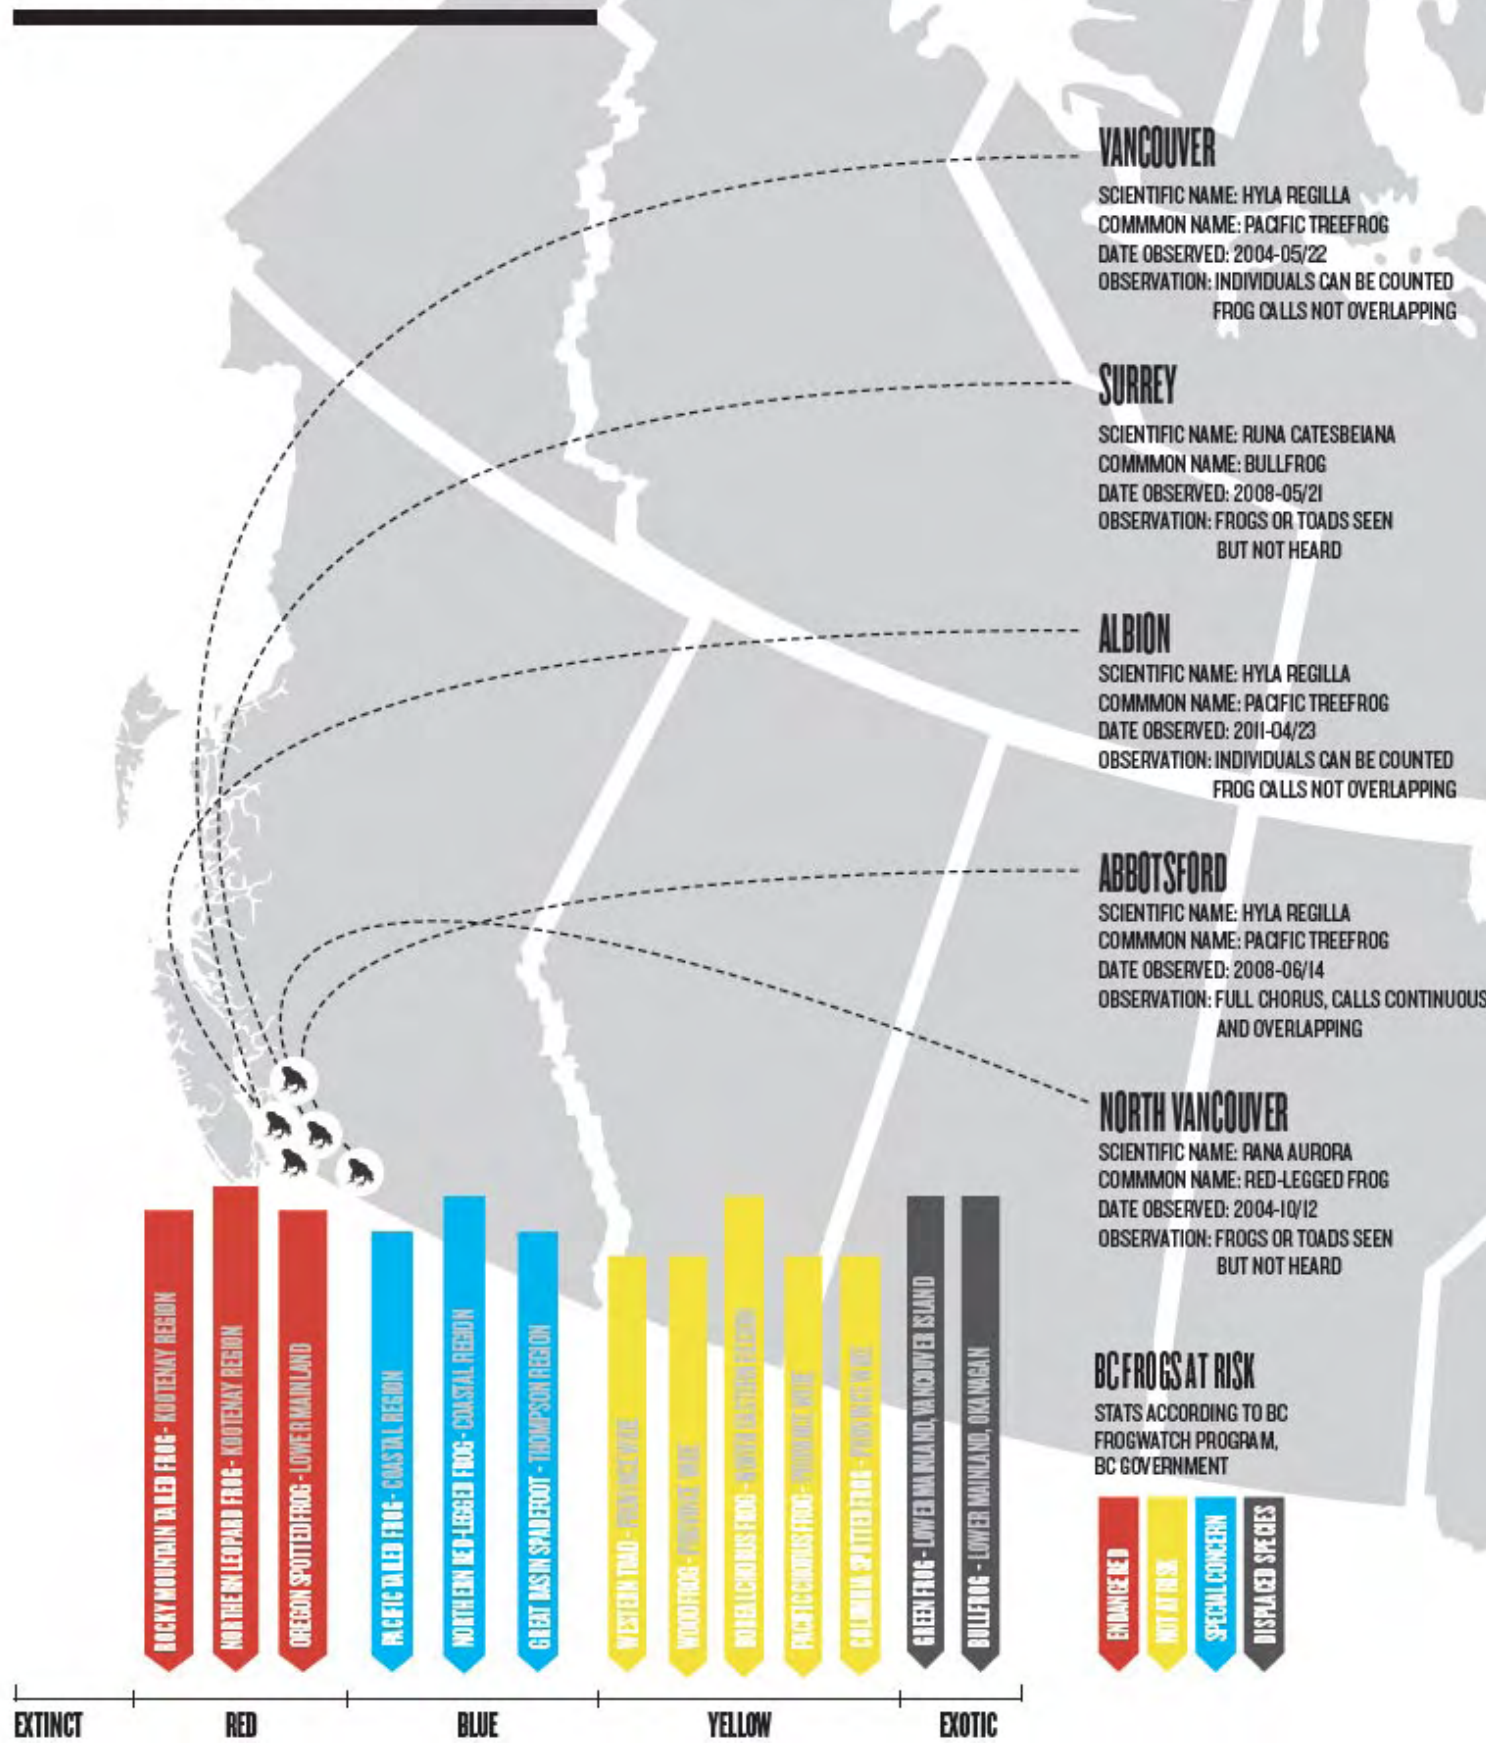 VANCOUVER
SCIENTIFIC NAME: HYLA REGILLA
COMMMON NAME: PACIFIC TREEFROG
DATE OBSERVED: 2004-05/22
OBSERVATION: INDIVIDUALS CAN BE COUNTED
FROG CALLS NOT OVERLAPPING
SURREY
SCIENTIFIC NAME: RUNA CATESBEIANA
COMMMON NAME: BULLFROG
DATE OBSERVED: 2008-05/21
OBSERVATION: FROGS OR TOADS SEEN
BUT NOT HEARD
ALBION
SCIENTIFIC NAME: HYLA REGILLA
COMMMON NAME: PACIFIC TREEFROG
DATE OBSERVED: 2011-04/23
OBSERVATION: INDIVIDUALS CAN BE COUNTED
FROG CALLS NOT OVERLAPPING
ABBOTSFORD
SCIENTIFIC NAME: HYLA REGILLA
COMMMON NAME: PACIFIC TREEFROG
DATE OBSERVED: 2008-06/14
OBSERVATION: FULL CHORUS, CALLS CONTINUOUS
AND OVERLAPPING
NORTH VANCOUVER
SCIENTIFIC NAME: RANA AURORA
COMMMON NAME: RED-LEGGED FROG
DATE OBSERVED: 2004-10/12
OBSERVATION: FROGS OR TOADS SEEN
BUT NOT HEARD
BC FROGS AT RISK
STATS ACCORDING TO BC
FROGWATCH PROGRAM,
BC GOVERNMENT
ENDANGERED
NOT AT RISK
SPECIAL CONCERN
DISPLACED SPECIES
ROCKY MOUNTAIN TAILED FROG - KOOTENAY REGION
NORTHERN LEOPARD FROG - KOOTENAY REGION
OREGON SPOTTED FROG - LOWER MAINLAND
PACIFIC TAILED FROG - COASTAL REGION
NORTHERN RED-LEGGED FROG - COASTAL REGION
GREAT BASIN SPADEFOOT - THOMPSON REGION
WESTERN TOAD - PROVINCE WIDE
WOOD FROG - PROVINCE WIDE
BOREAL CHORUS FROG - NORTH EASTERN
PACIFIC CHORUS FROG - PROVINCE WIDE
COLUMBIA SPOTTED FROG - PROVINCE WIDE
GREEN FROG - LOWER MAINLAND, VANCOUVER ISLAND
BULLFROG - LOWER MAINLAND, OKANAGAN
EXTINCT
RED
BLUE
YELLOW
EXOTIC